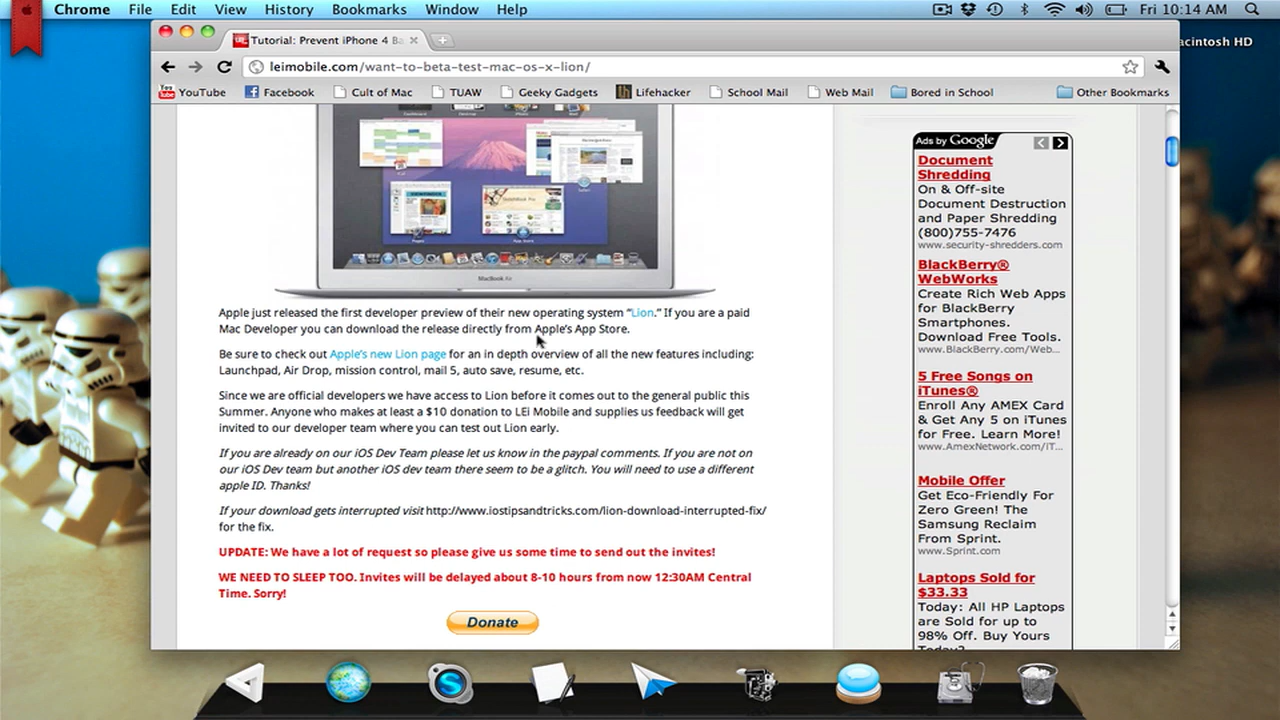 Chrome File Edit View History Bookmarks Window Help Fri 10:14 AM
acintosh HD
Tutorial: Prevent iPhone 4 Ba
leimobile.com/want-to-beta-test-mac-os-x-lion/
YouTube Facebook Cult of Mac TUAW Geeky Gadgets Lifehacker School Mail Web Mail Bored in School Other Bookmarks
MacBook Air
Apple just released the first developer preview of their new operating system “Lion.” If you are a paid
Mac Developer you can download the release directly from Apple’s App Store.
Be sure to check out Apple’s new Lion page for an in depth overview of all the new features including:
Launchpad, Air Drop, mission control, mail 5, auto save, resume, etc.
Since we are official developers we have access to Lion before it comes out to the general public this
Summer. Anyone who makes at least a $10 donation to LEi Mobile and supplies us feedback will get
invited to our developer team where you can test out Lion early.
If you are already on our iOS Dev Team please let us know in the paypal comments. If you are not on
our iOS Dev team but another iOS dev team there seem to be a glitch. You will need to use a different
apple ID. Thanks!
If your download gets interrupted visit http://www.iostipsandtricks.com/lion-download-interrupted-fix/
for the fix.
UPDATE: We have a lot of request so please give us some time to send out the invites!
WE NEED TO SLEEP TOO. Invites will be delayed about 8-10 hours from now 12:30AM Central
Time. Sorry!
Donate
Ads by Google
Document
Shredding
On & Off-site
Document Destruction
and Paper Shredding
(800)755-7476
www.security-shredders.com
BlackBerry®
WebWorks
Create Rich Web Apps
for BlackBerry
Smartphones.
Download Free Tools.
www.BlackBerry.com/Web...
5 Free Songs on
iTunes®
Enroll Any AMEX Card
& Get Any 5 on iTunes
for Free. Learn More!
www.AmexNetwork.com/iT...
Mobile Offer
Get Eco-Friendly For
Zero Green! The
Samsung Reclaim
From Sprint.
www.Sprint.com
Laptops Sold for
$33.33
Today: All HP Laptops
are Sold for up to
98% Off. Buy Yours